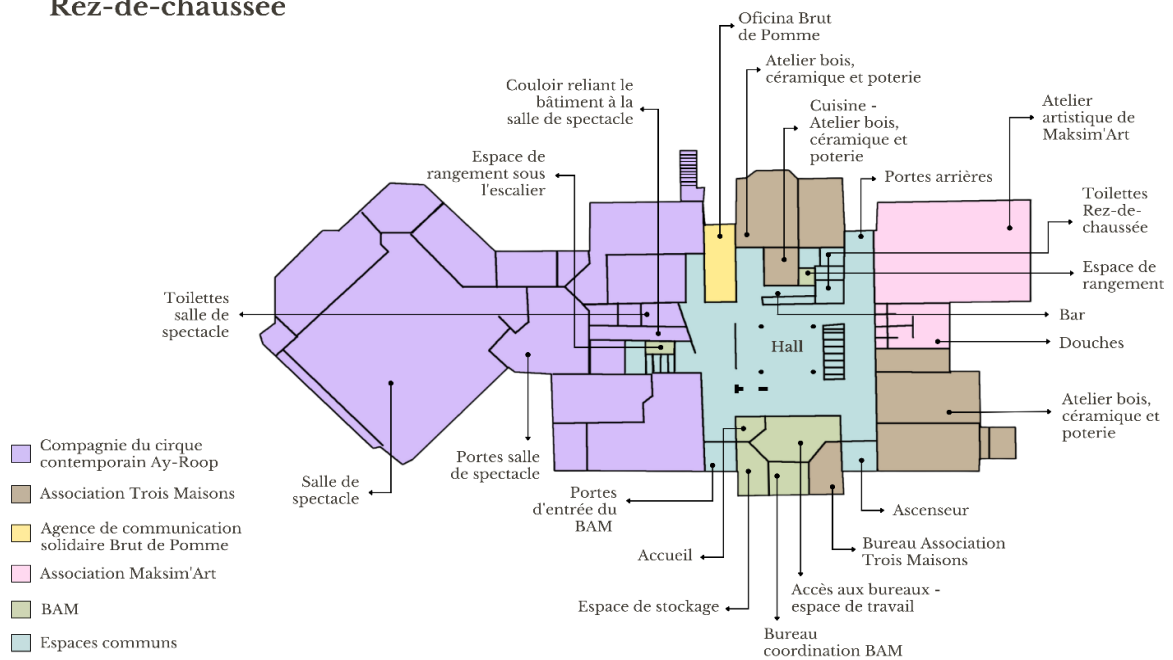 Rez-de-chaussée
Oficina Brut
de Pomme
Atelier bois,
céramique et poterie
Couloir reliant le
bâtiment à la
salle de spectacle
Cuisine -
Atelier bois,
céramique et
poterie
Atelier
artistique de
Maksim'Art
Espace de
rangement sous
l'escalier
Portes arrières
Toilettes
Rez-de-
chaussée
Espace de
rangement
Toilettes
salle de
spectacle
Bar
Hall
Douches
Atelier bois,
céramique et
poterie
Compagnie du cirque
contemporain Ay-Roop
Association Trois Maisons
Agence de communication
solidaire Brut de Pomme
Association Maksim'Art
BAM
Espaces communs
Salle de
spectacle
Portes salle
de spectacle
Portes
d'entrée du
BAM
Ascenseur
Accueil
Bureau Association
Trois Maisons
Espace de stockage
Accès aux bureaux -
espace de travail
Bureau
coordination BAM